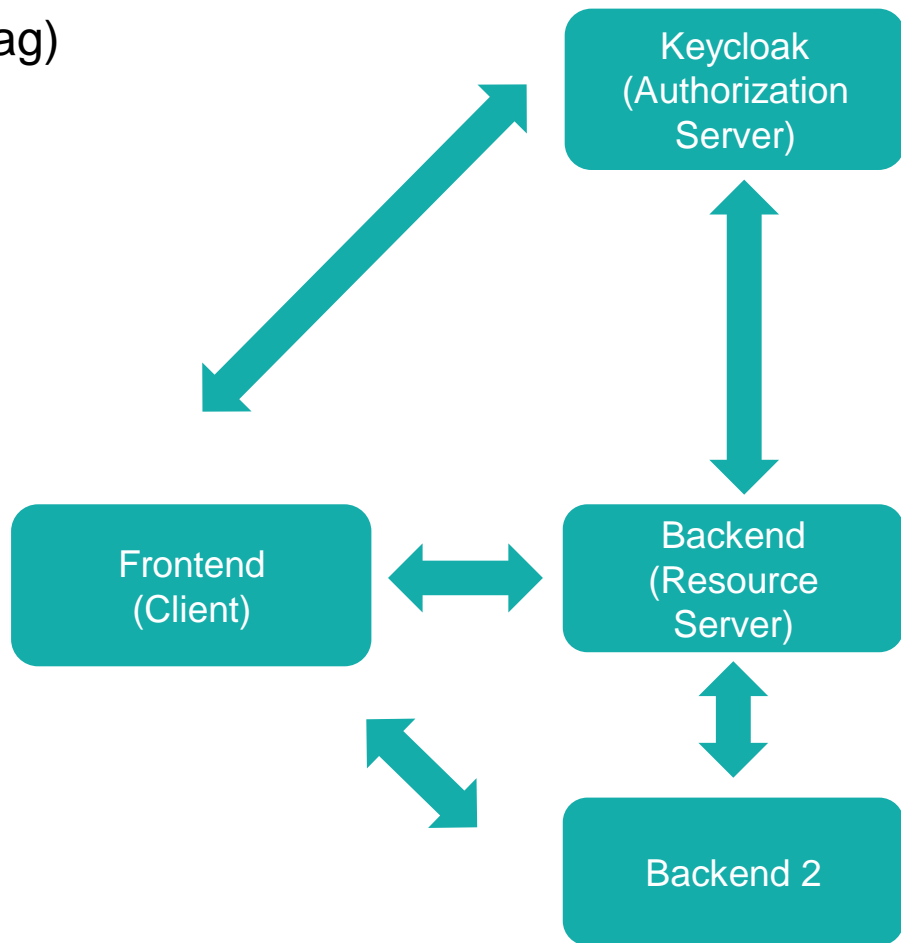 ag)
Keycloak
(Authorization
Server)
Frontend
(Client)
Backend
(Resource
Server)
Backend 2